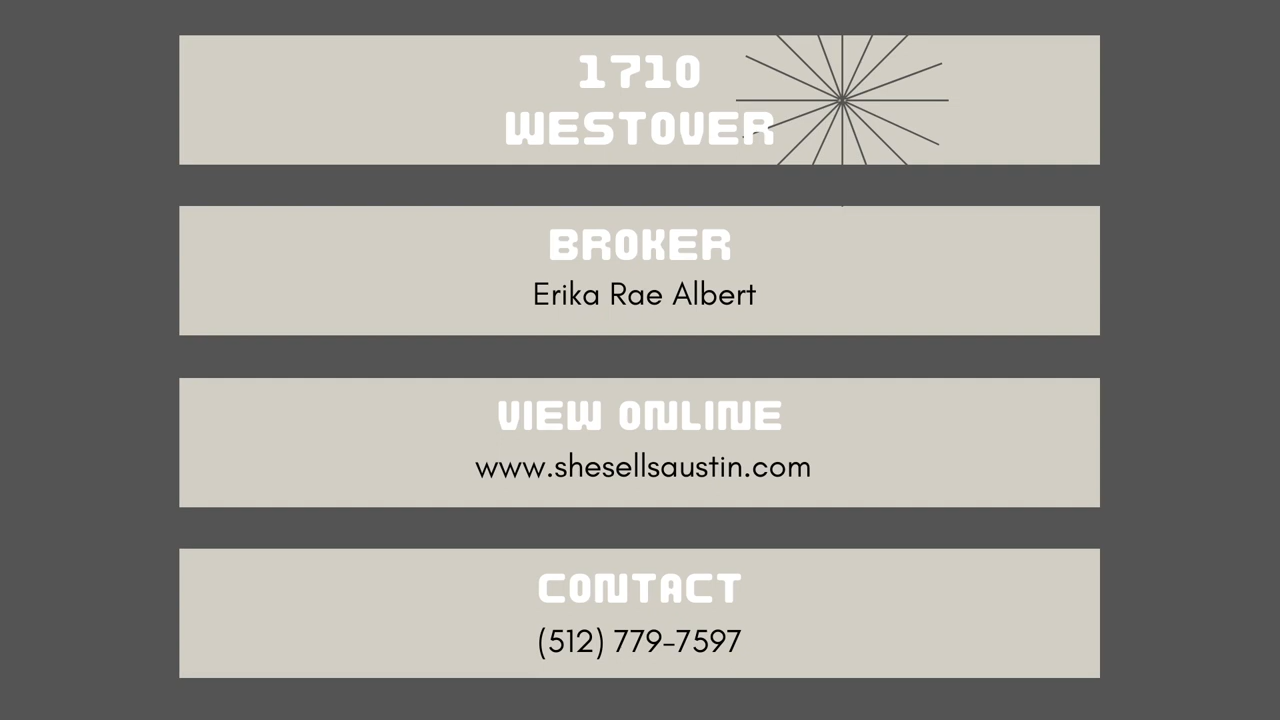 1710
WESTOVER
BROKER
Erika Rae Albert
VIEW ONLINE
www.shesellsaustin.com
CONTACT
(512) 779-7597